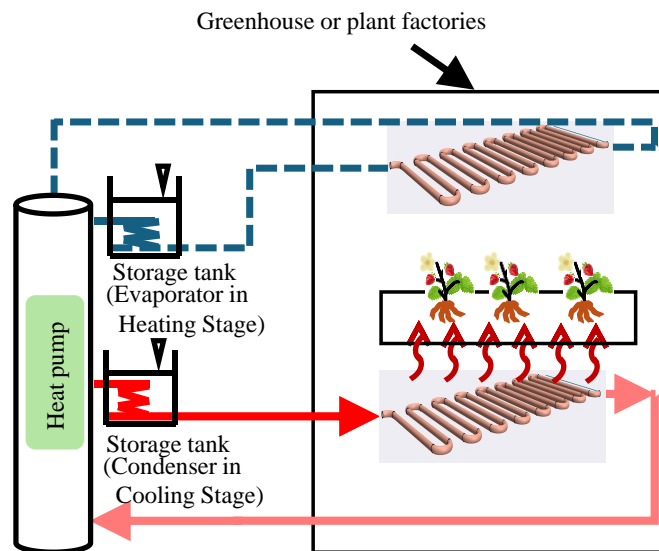 Greenhouse or plant factories
Storage tank
(Evaporator in
Heating Stage)
Heat pump
Storage tank
(Condenser in
Cooling Stage)